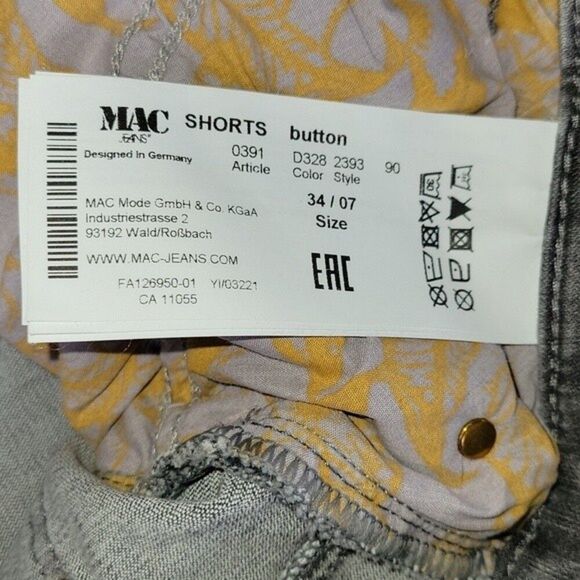 MAC SHORTS button
JEANS
Designed In Germany
0391 D328 2393 90
Article Color Style
MAC Mode GmbH & Co. KGaA
Industriestrasse 2
93192 Wald/Roßbach
34 / 07
Size
WWW.MAC-JEANS.COM
EAC
FA126950-01 YI/03221
CA 11055